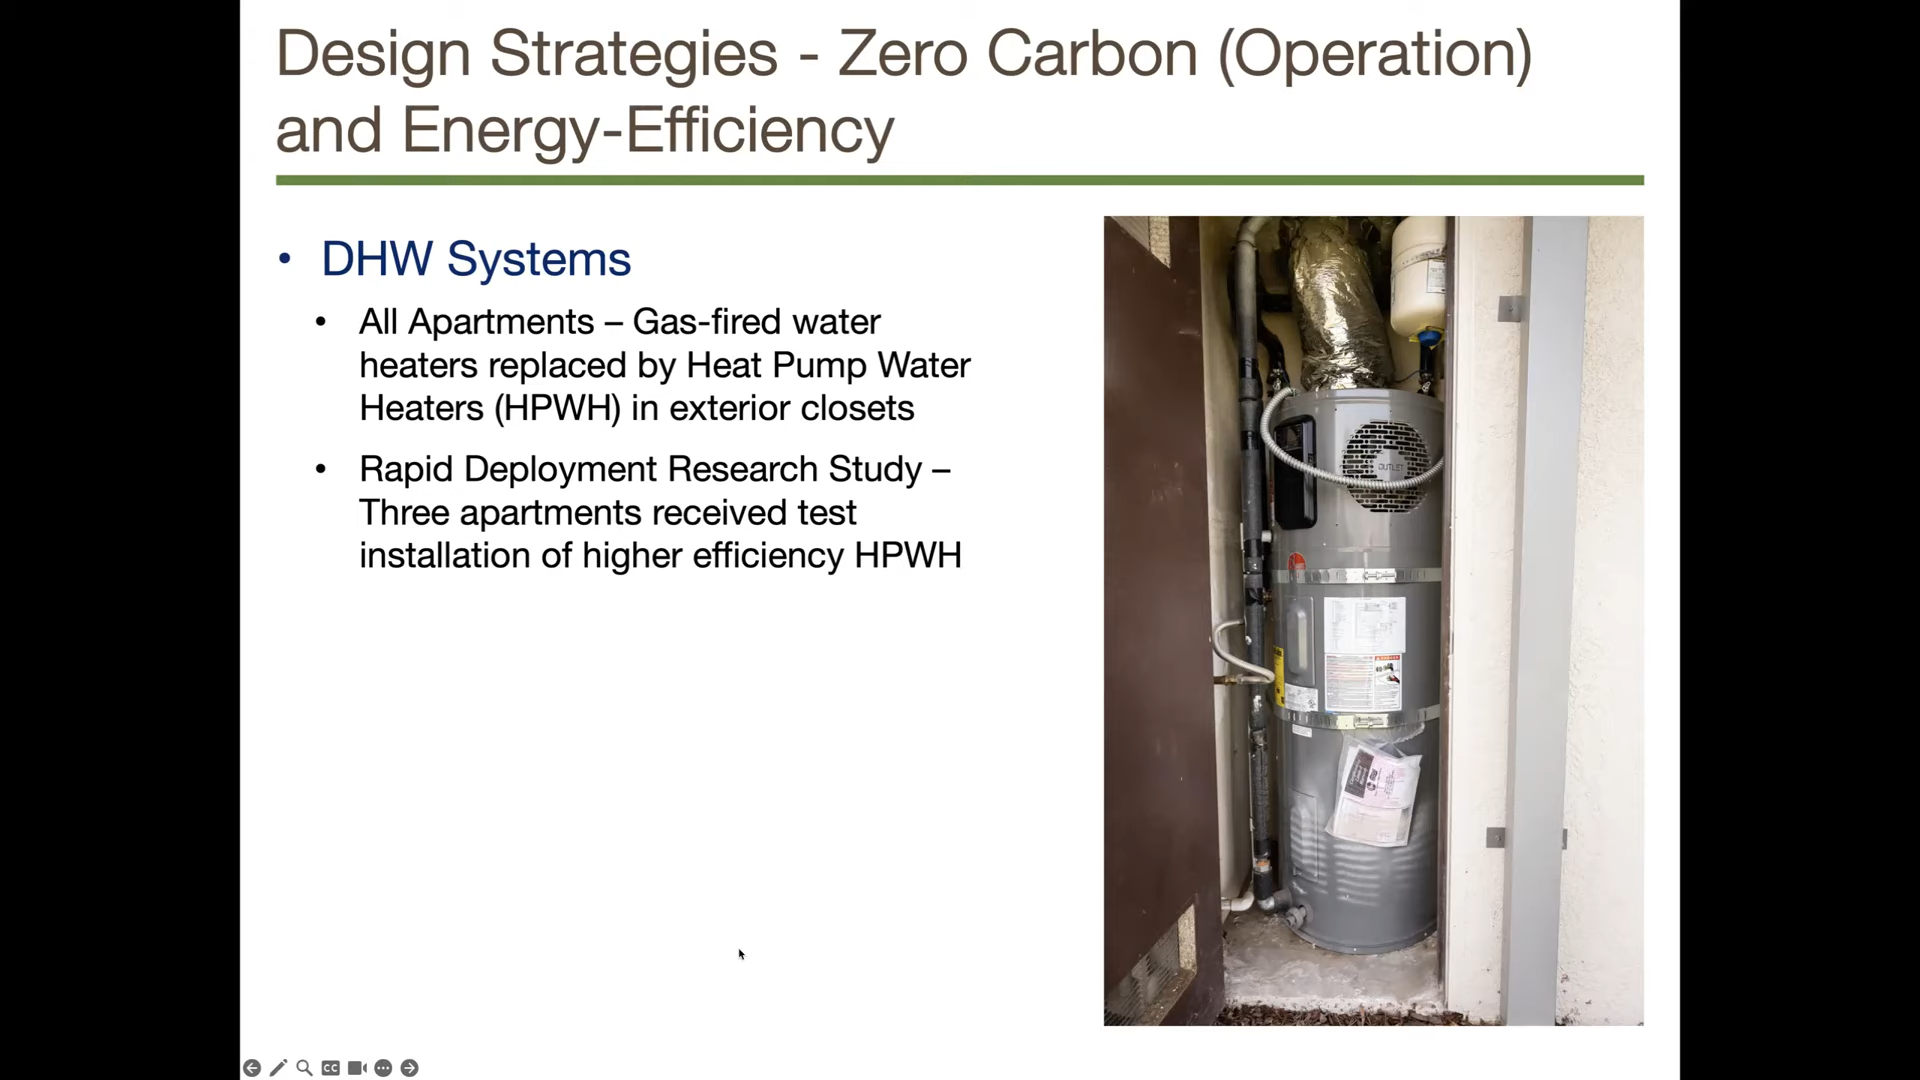 Design Strategies - Zero Carbon (Operation)
and Energy-Efficiency
• DHW Systems
• All Apartments – Gas-fired water
heaters replaced by Heat Pump Water
Heaters (HPWH) in exterior closets
• Rapid Deployment Research Study –
Three apartments received test
installation of higher efficiency HPWH
OUTLET
CC